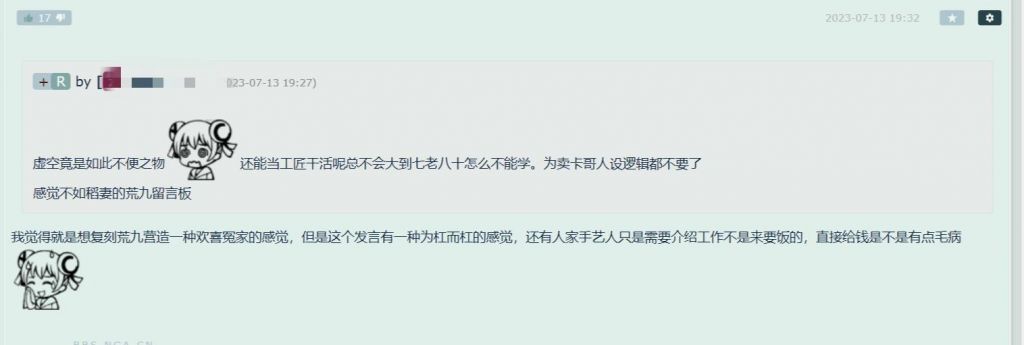 17
2023-07-13 19:32
+ R by [ 23-07-13 19:27)
虚空竟是如此不便之物 还能当工匠干活呢总不会大到七老八十怎么不能学。为卖卡哥人设逻辑都不要了
感觉不如稻妻的荒九留言板
我觉得就是想复刻荒九营造一种欢喜冤家的感觉，但是这个发言有一种为杠而杠的感觉，还有人家手艺人只是需要介绍工作不是来要饭的，直接给钱是不是有点毛病
BBS.NGA.CN